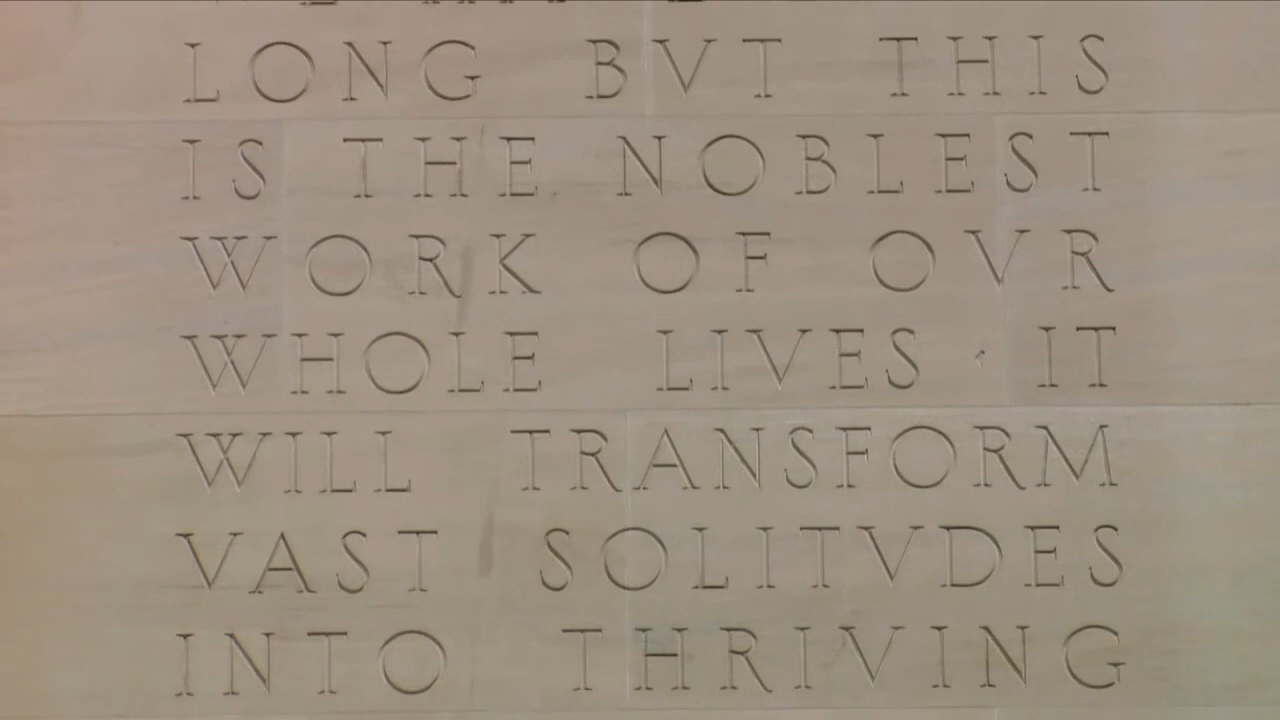 LONG BVT THIS
IS THE NOBLEST
WORK OF OVR
WHOLE LIVES · IT
WILL TRANSFORM
VAST SOLITVDES
INTO THRIVING